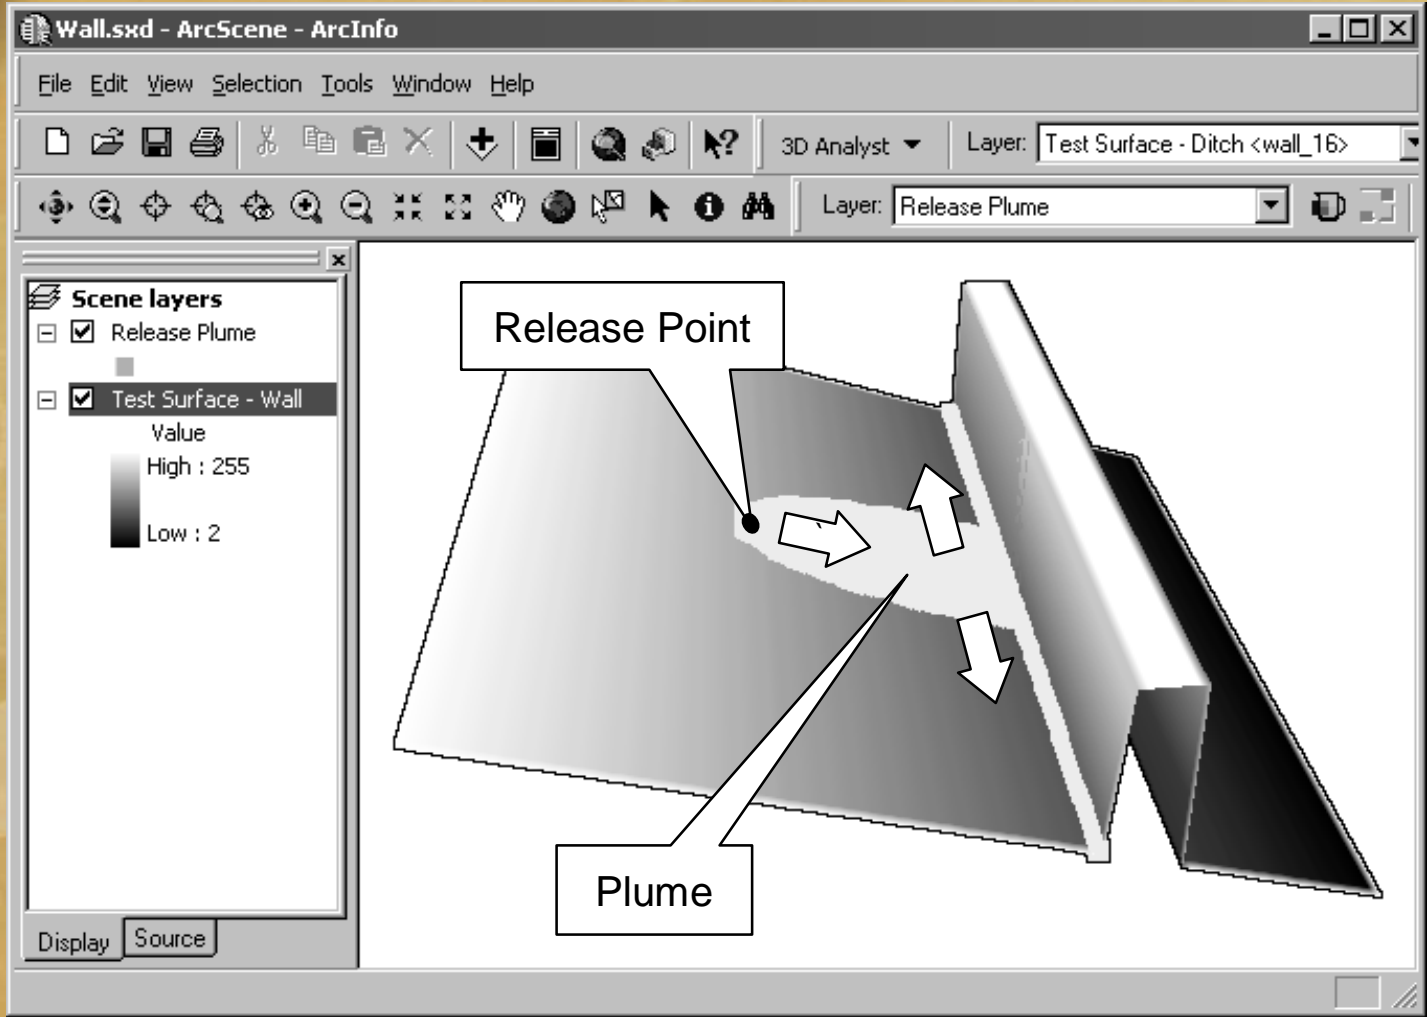 Wall.sxd - ArcScene - ArcInfo
File Edit View Selection Tools Window Help
3D Analyst Layer: Test Surface - Ditch <wall_16>
Layer: Release Plume
Scene layers
Release Plume
Test Surface - Wall
Value
High : 255
Low : 2
Display Source
Release Point
Plume